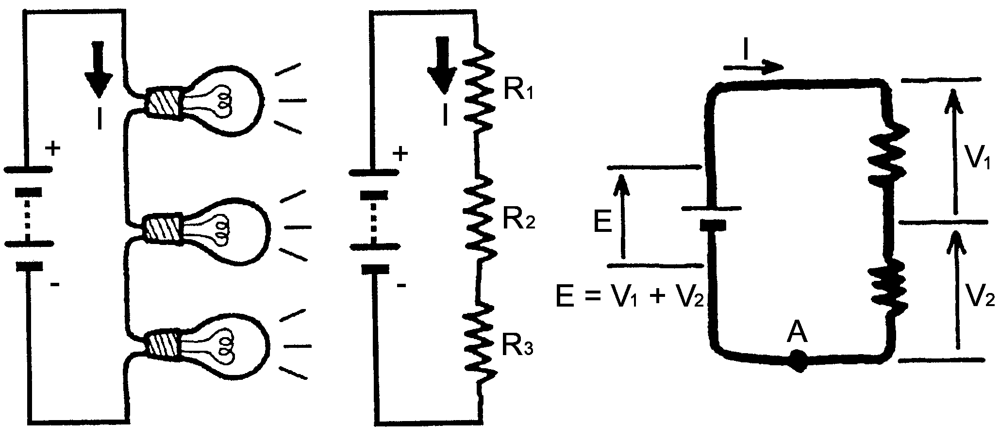 I
+
-
I
+
-
R1
R2
R3
I
E
V1
V2
E = V1 + V2
A